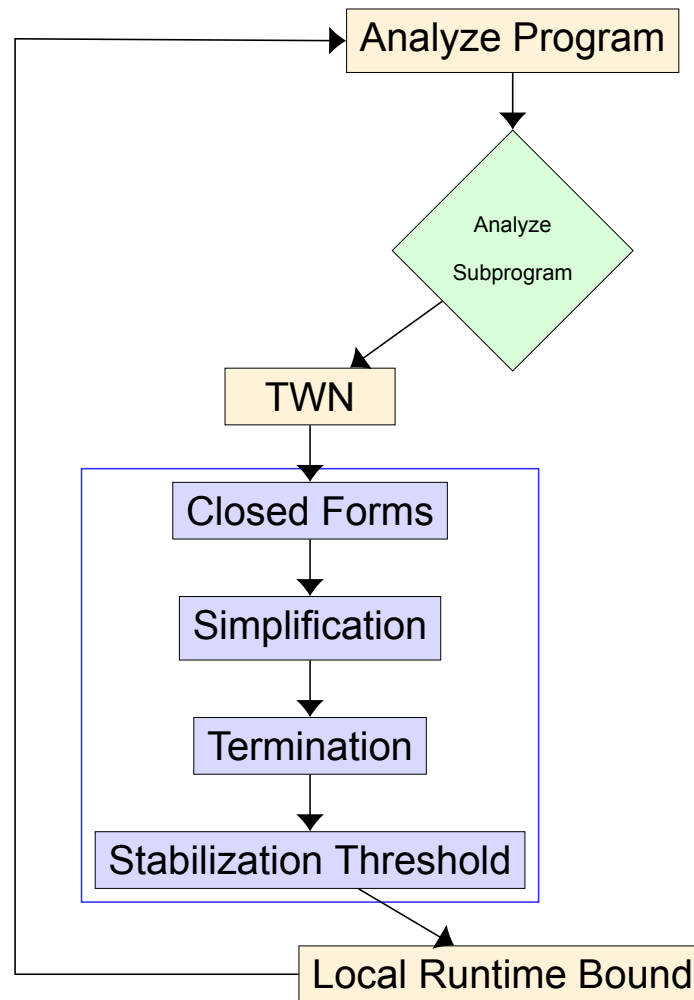 Analyze Program
Analyze
Subprogram
TWN
Closed Forms
Simplification
Termination
Stabilization Threshold
Local Runtime Bound